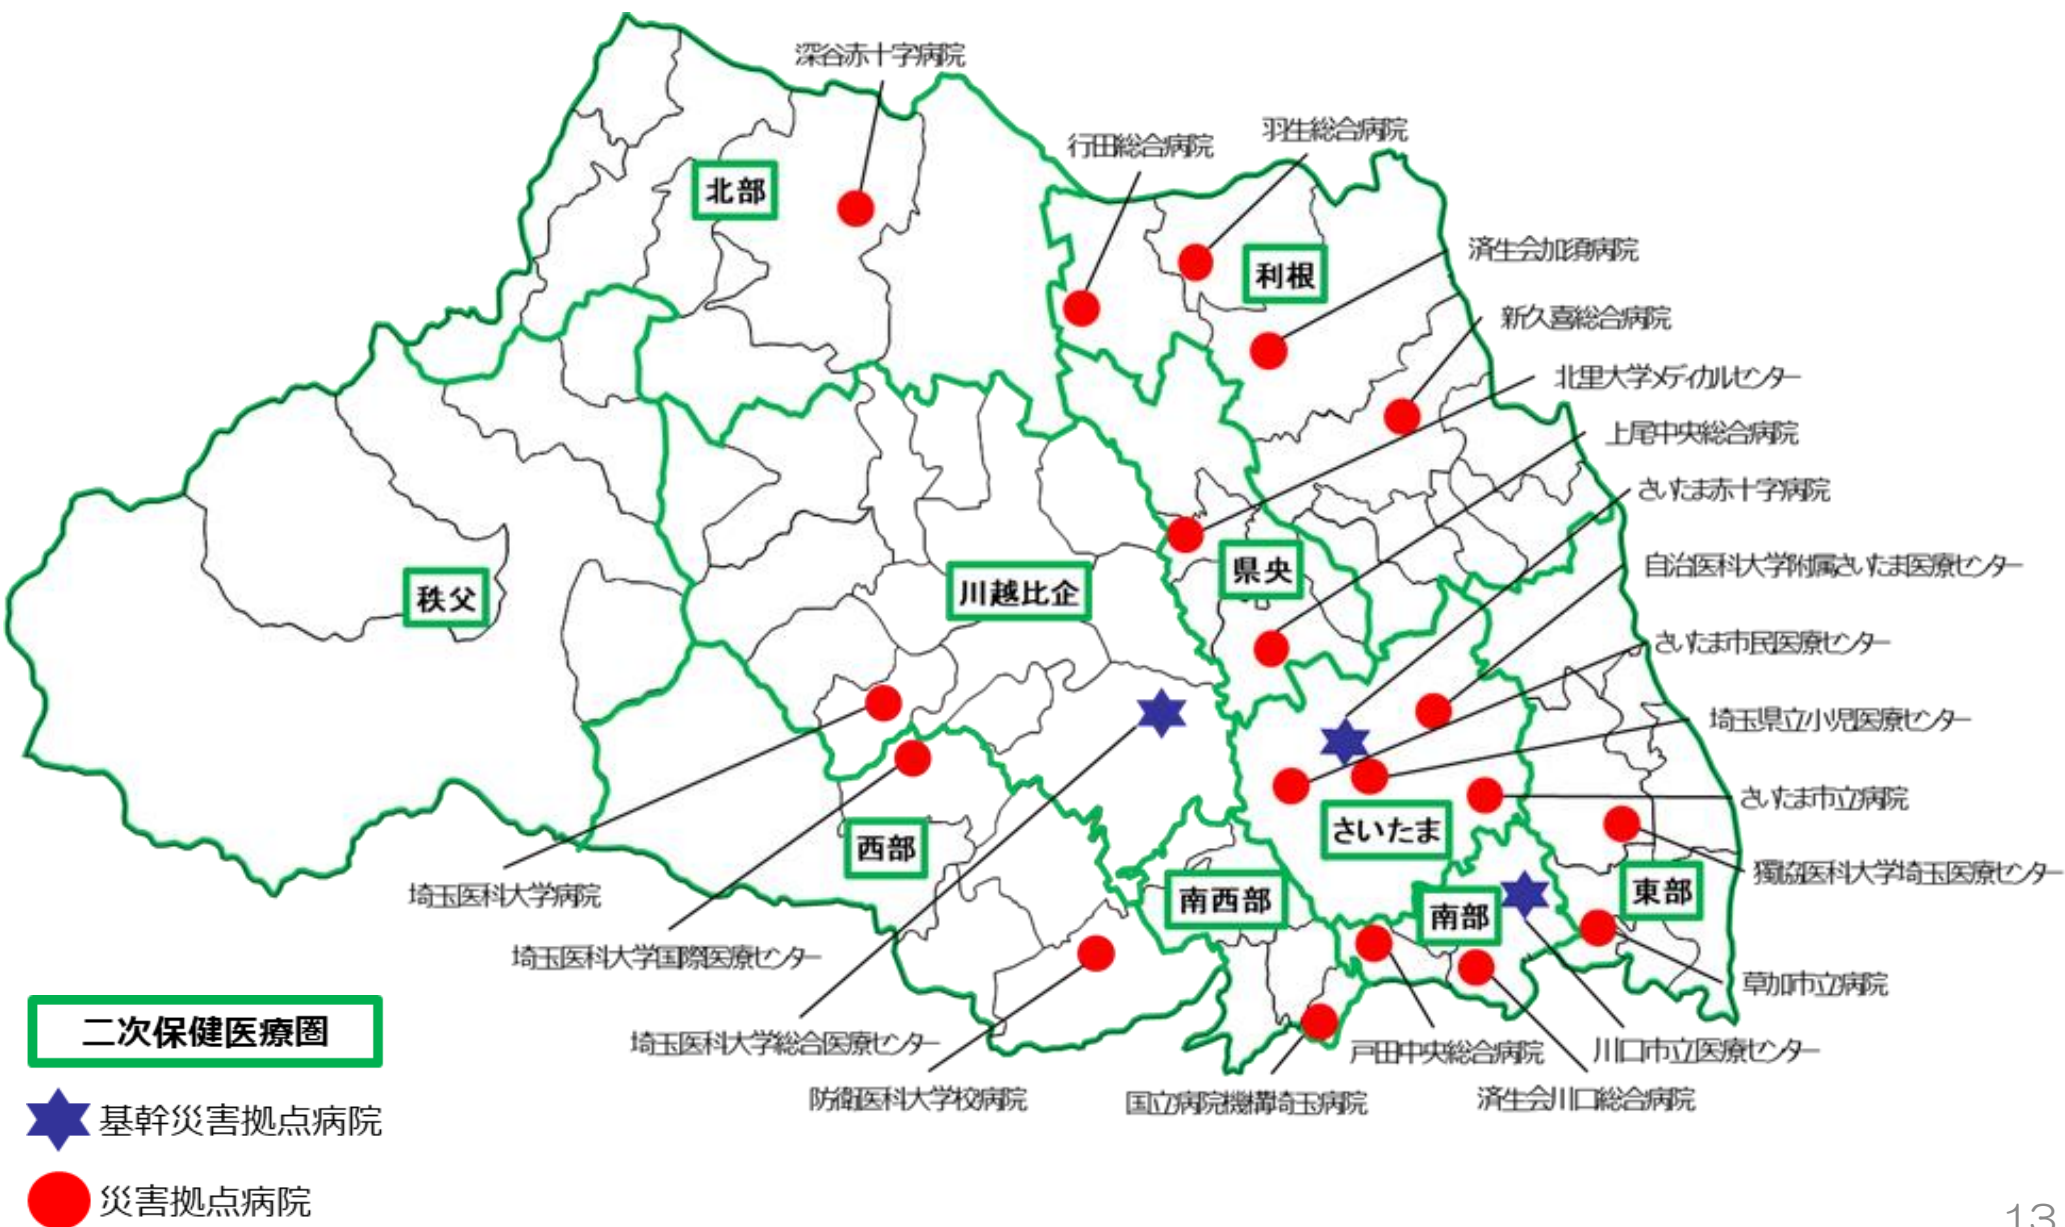 深谷赤十字病院
羽生総合病院
行田総合病院
北部
済生会加須病院
利根
新久喜総合病院
北里大学メディカルセンター
上尾中央総合病院
さいたま赤十字病院
自治医科大学附属さいたま医療センター
県央
秩父
川越比企
さいたま市民医療センター
埼玉県立小児医療センター
さいたま市立病院
さいたま
西部
獨協医科大学埼玉医療センター
東部
南西部
南部
埼玉医科大学病院
埼玉医科大学国際医療センター
草加市立病院
埼玉医科大学総合医療センター
戸田中央総合病院
川口市立医療センター
防衛医科大学校病院
国立病院機構埼玉病院
済生会川口総合病院
二次保健医療圏
基幹災害拠点病院
災害拠点病院
13